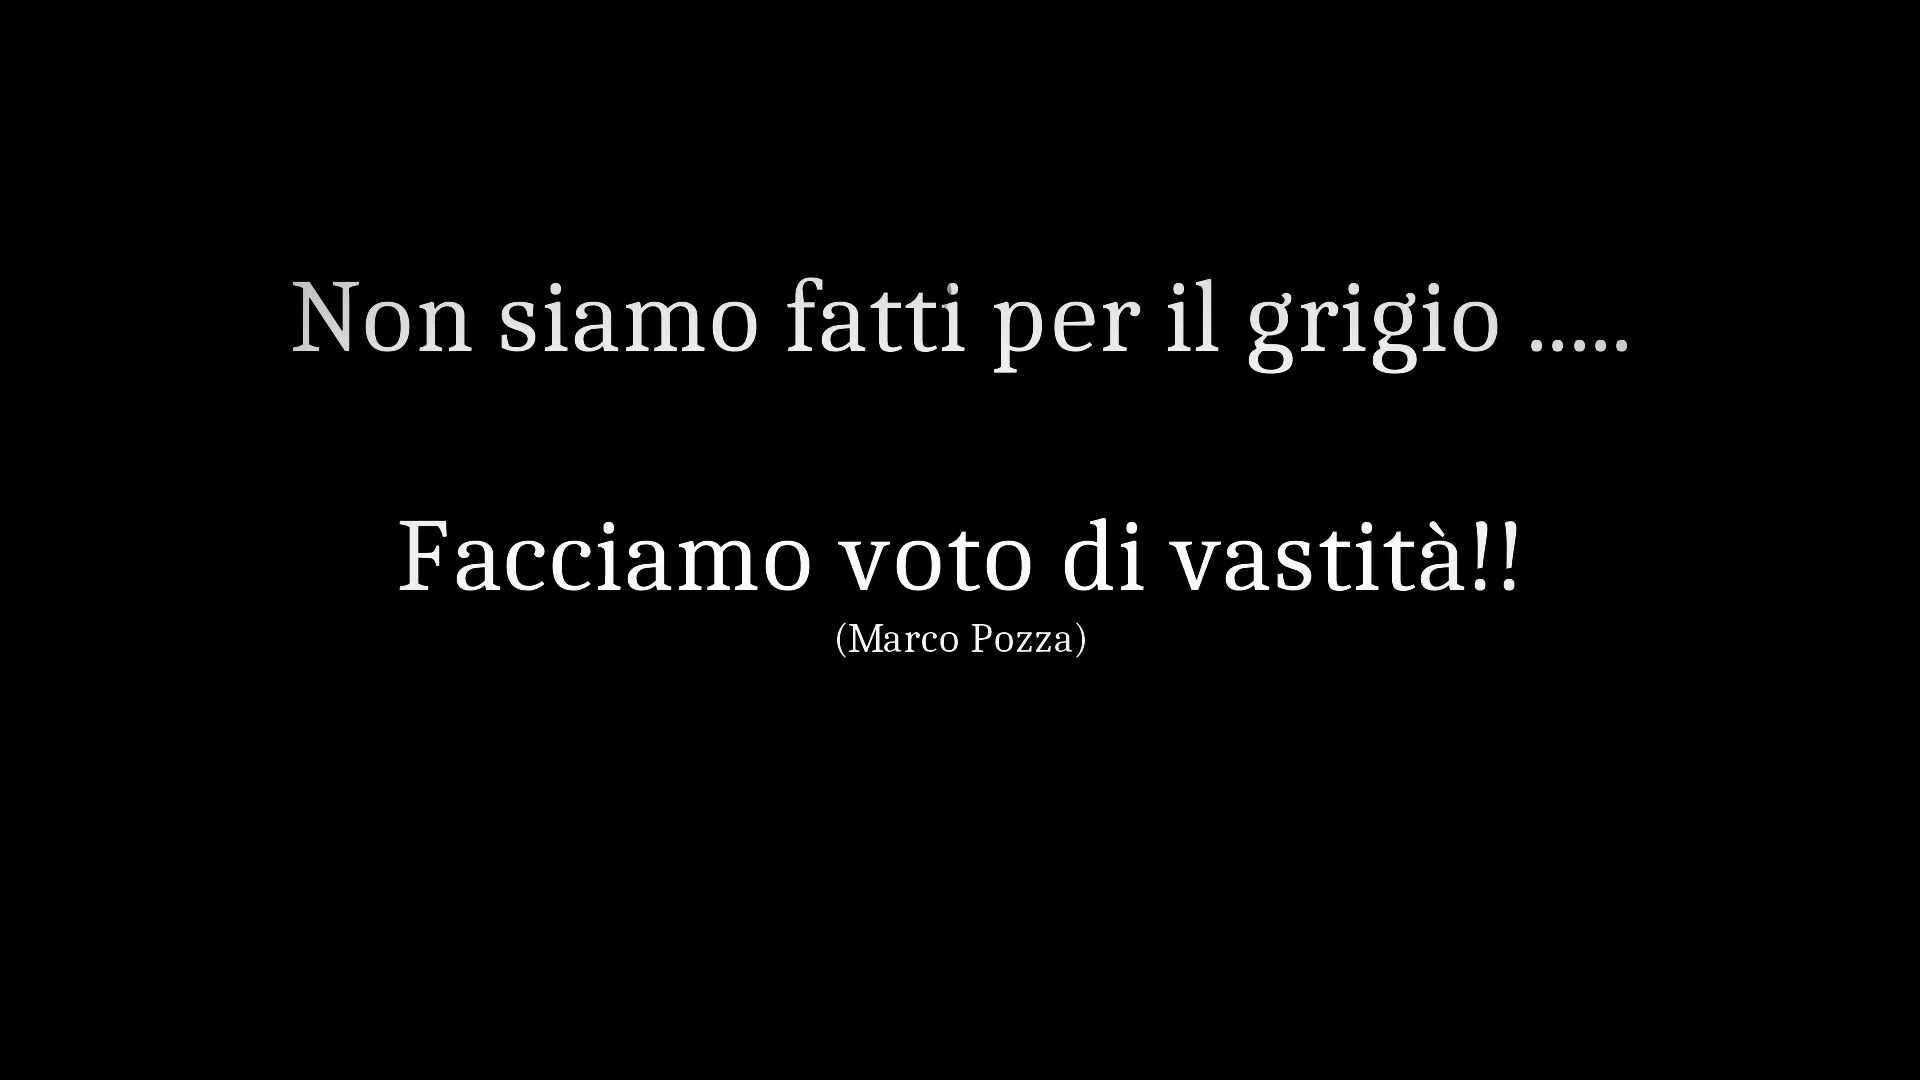 Non siamo fatti per il grigio .....
Facciamo voto di vastità!!
(Marco Pozza)